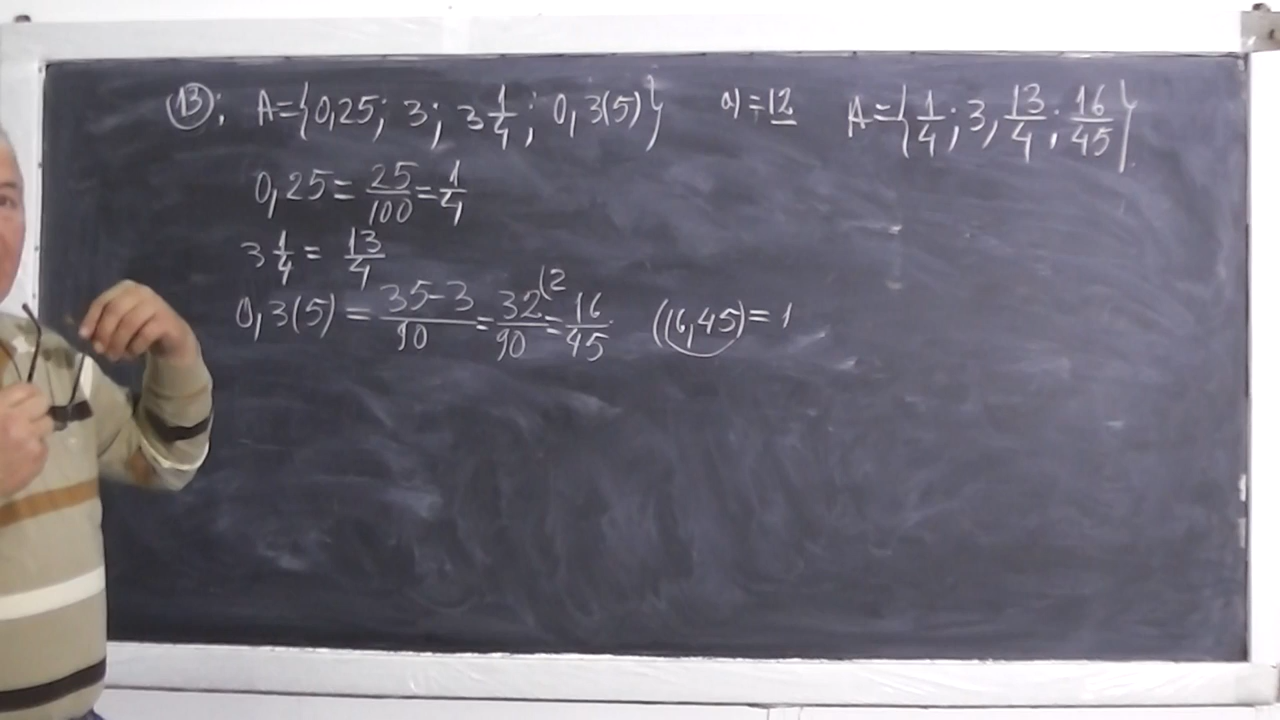 13; A={0,25; 3; 3 1/4; 0,3(5)} a) = 12 A={1/4; 3, 13/4; 16/45}
0,25 = 25/100 = 1/4
3 1/4 = 13/4
0,3(5) = 35-3/90 = 32/90 (2 = 16/45 (16,45) = 1